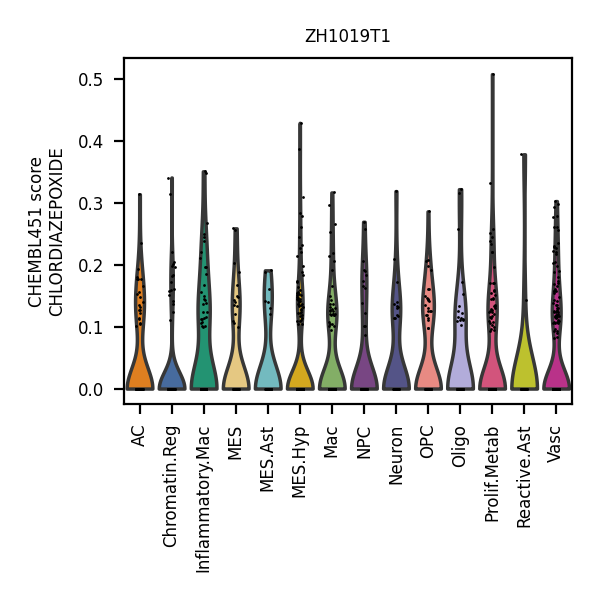 ZH1019T1
CHEMBL451 score
CHLORDIAZEPOXIDE
0.5
0.4
0.3
0.2
0.1
0.0
AC
Chromatin.Reg
Inflammatory.Mac
MES
MES.Ast
MES.Hyp
Mac
NPC
Neuron
OPC
Oligo
Prolif.Metab
Reactive.Ast
Vasc